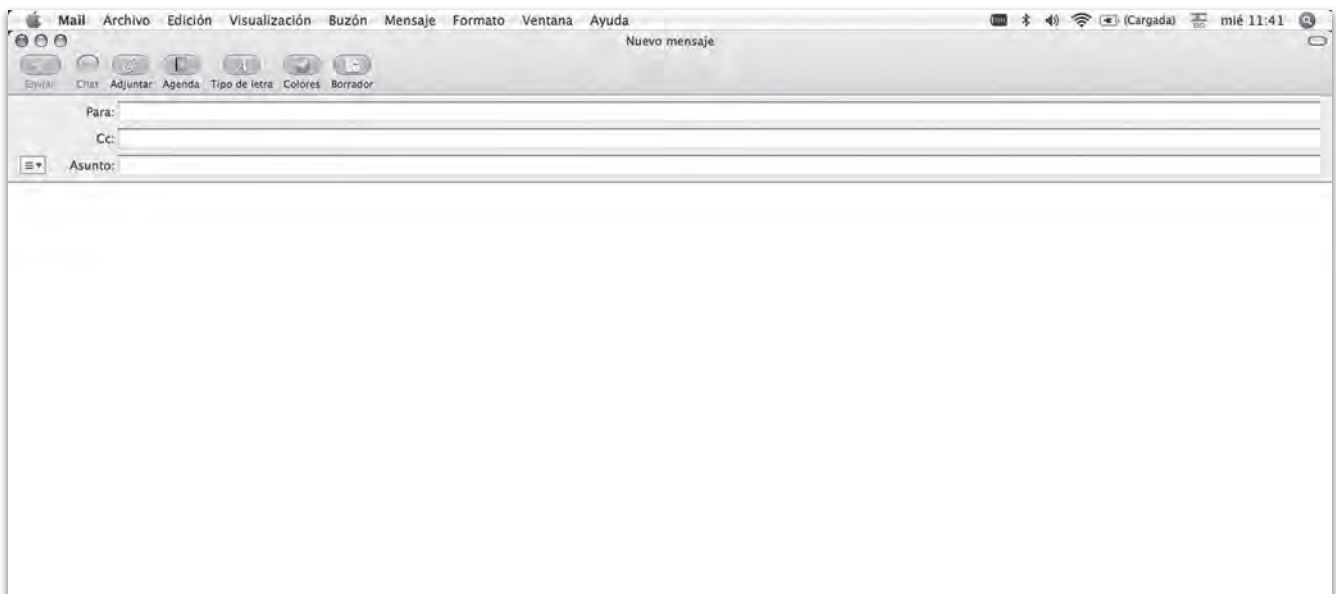 Mail Archivo Edición Visualización Buzón Mensaje Formato Ventana Ayuda (Cargada) mié 11:41
Nuevo mensaje
Enviar Chat Adjuntar Agenda Tipo de letra Colores Borrador
Para:
Cc:
Asunto: